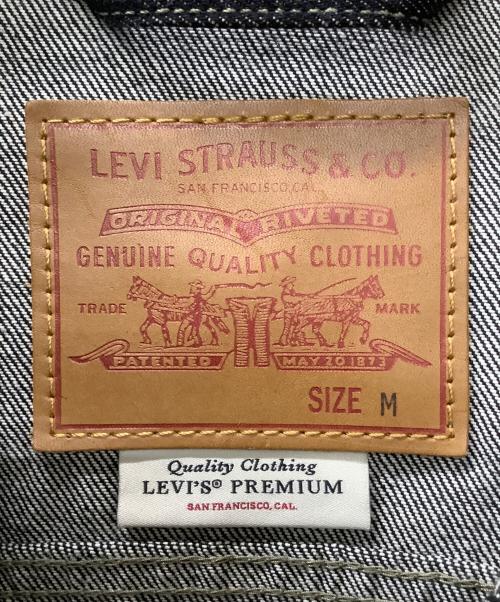 LEVI STRAUSS & CO.
SAN FRANCISCO, CAL.
ORIGINAL RIVETED
GENUINE QUALITY CLOTHING
TRADE MARK
PATENTED MAY 20 1873
SIZE M
Quality Clothing
LEVI'S® PREMIUM
SAN FRANCISCO, CAL.